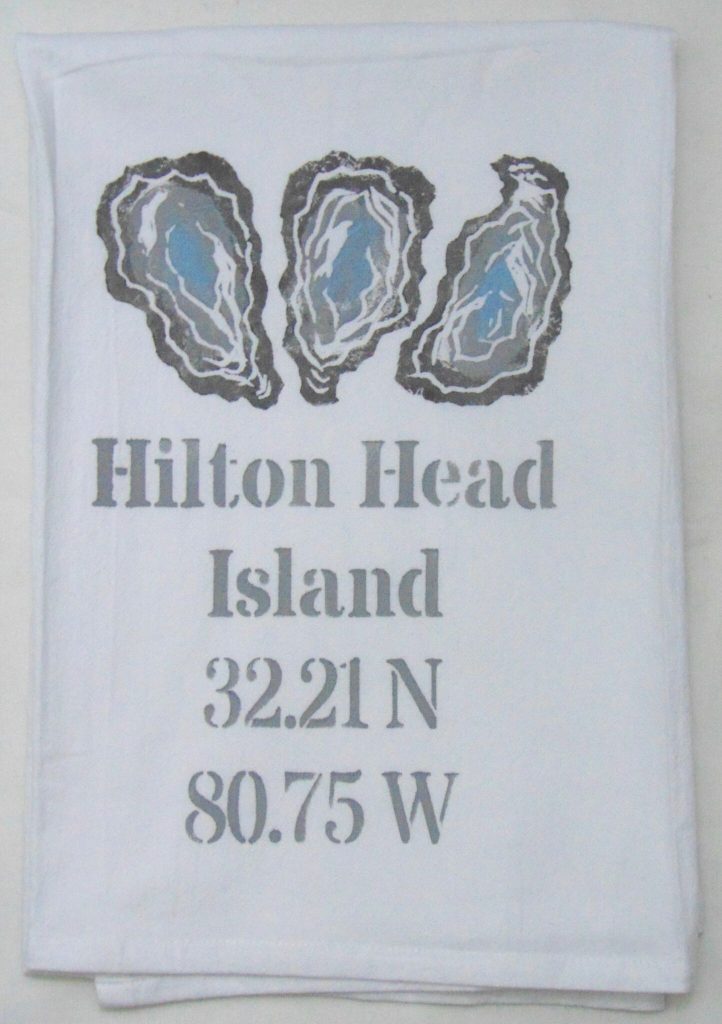 Hilton Head
Island
32.21 N
80.75 W